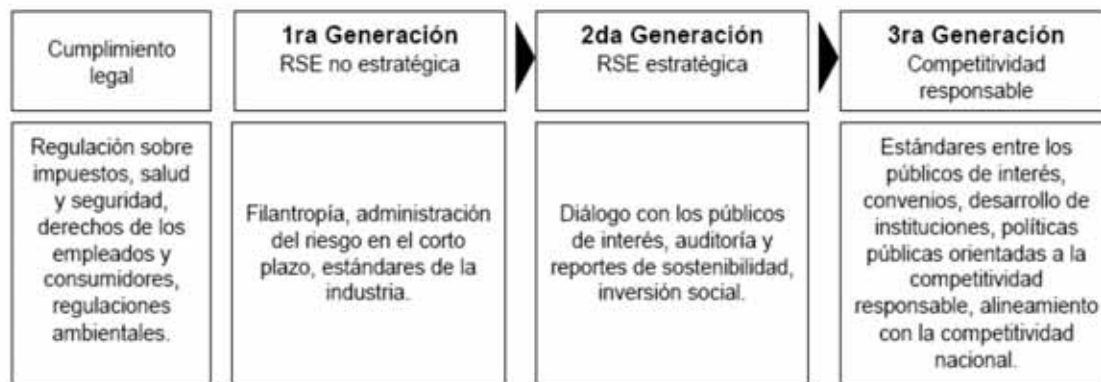 Cumplimiento
legal
1ra Generación
RSE no estratégica
2da Generación
RSE estratégica
3ra Generación
Competitividad
responsable
Regulación sobre
impuestos, salud
y seguridad,
derechos de los
empleados y
consumidores,
regulaciones
ambientales.
Filantropía, administración
del riesgo en el corto
plazo, estándares de la
industria.
Diálogo con los públicos
de interés, auditoría y
reportes de sostenibilidad,
inversión social.
Estándares entre los
públicos de interés,
convenios, desarrollo de
instituciones, políticas
públicas orientadas a la
competitividad
responsable, alineamiento
con la competitividad
nacional.